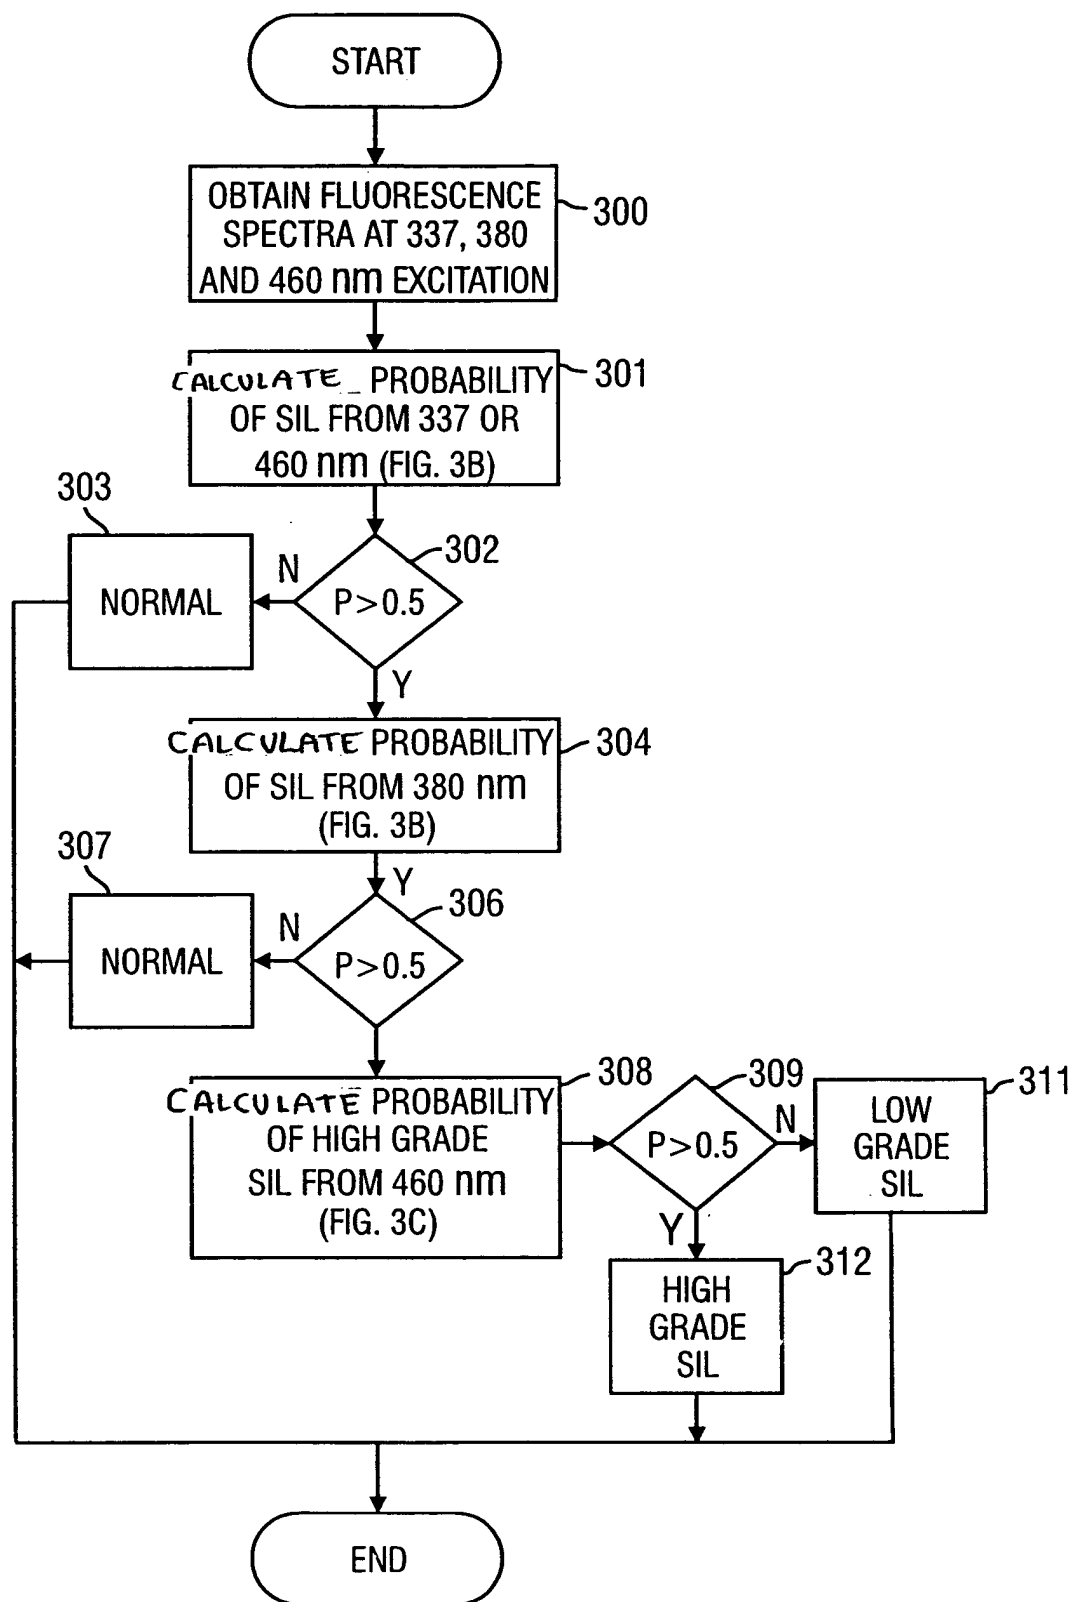 START
OBTAIN FLUORESCENCE
SPECTRA AT 337, 380
AND 460 nm EXCITATION
300
CALCULATE PROBABILITY
OF SIL FROM 337 OR
460 nm (FIG. 3B)
301
303
NORMAL
N
P>0.5
302
Y
CALCULATE PROBABILITY
OF SIL FROM 380 nm
(FIG. 3B)
304
307
NORMAL
Y
N
P>0.5
306
CALCULATE PROBABILITY
OF HIGH GRADE
SIL FROM 460 nm
(FIG. 3C)
308
P>0.5
309
N
LOW
GRADE
SIL
311
Y
HIGH
GRADE
SIL
312
END